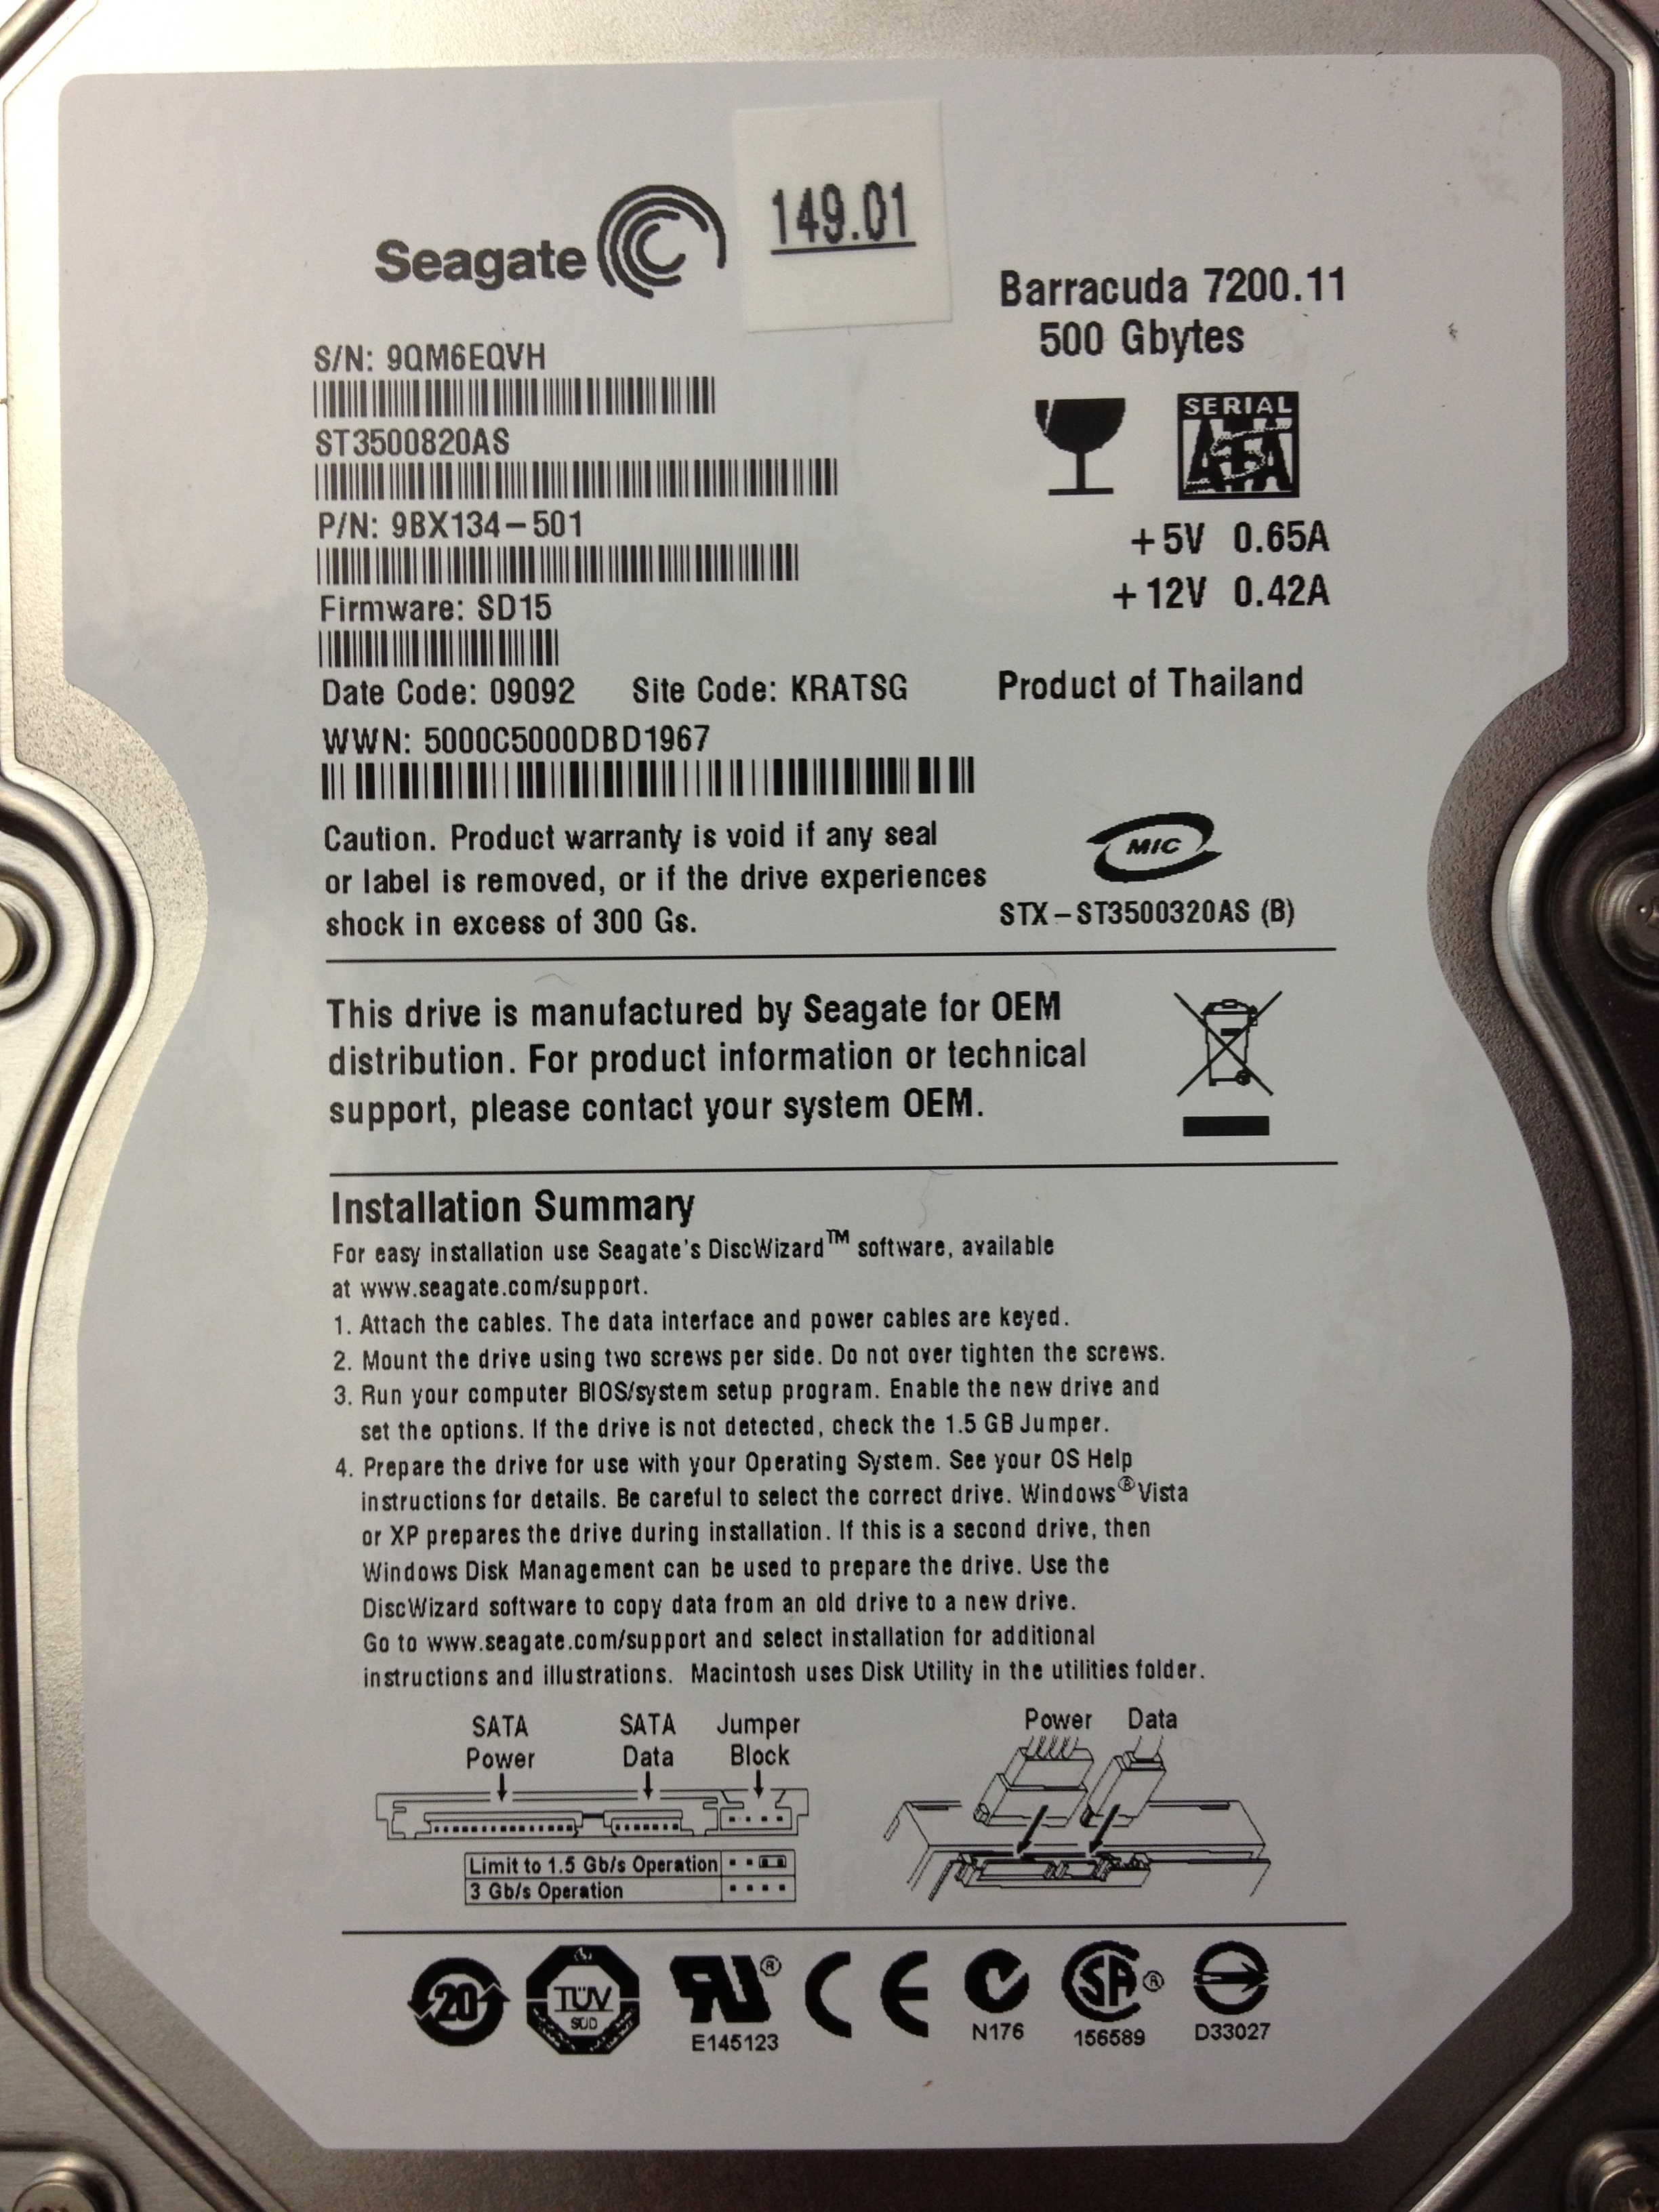 Seagate
149.01
Barracuda 7200.11
500 Gbytes
S/N: 9QM6EQVH
ST3500820AS
P/N: 9BX134-501
Firmware: SD15
SERIAL
ATA
+5V 0.65A
+12V 0.42A
Date Code: 09092 Site Code: KRATSG Product of Thailand
WWN: 5000C5000DBD1967
Caution. Product warranty is void if any seal
or label is removed, or if the drive experiences
shock in excess of 300 Gs.
MIC
STX-ST3500320AS (B)
This drive is manufactured by Seagate for OEM
distribution. For product information or technical
support, please contact your system OEM.
Installation Summary
For easy installation use Seagate's DiscWizard™ software, available
at www.seagate.com/support.
1. Attach the cables. The data interface and power cables are keyed.
2. Mount the drive using two screws per side. Do not over tighten the screws.
3. Run your computer BIOS/system setup program. Enable the new drive and
set the options. If the drive is not detected, check the 1.5 GB Jumper.
4. Prepare the drive for use with your Operating System. See your OS Help
instructions for details. Be careful to select the correct drive. Windows® Vista
or XP prepares the drive during installation. If this is a second drive, then
Windows Disk Management can be used to prepare the drive. Use the
DiscWizard software to copy data from an old drive to a new drive.
Go to www.seagate.com/support and select installation for additional
instructions and illustrations. Macintosh uses Disk Utility in the utilities folder.
SATA Power
SATA Data
Jumper Block
Power Data
Limit to 1.5 Gb/s Operation
3 Gb/s Operation
20
TÜV
SÜD
RU®
E145123
CE
N176
SA®
156589
D33027